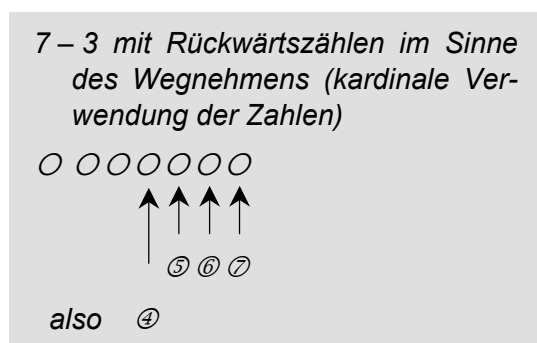 7 – 3 mit Rückwärtszählen im Sinne
des Wegnehmens (kardinale Ver-
wendung der Zahlen)
⑤ ⑥ ⑦
also ④